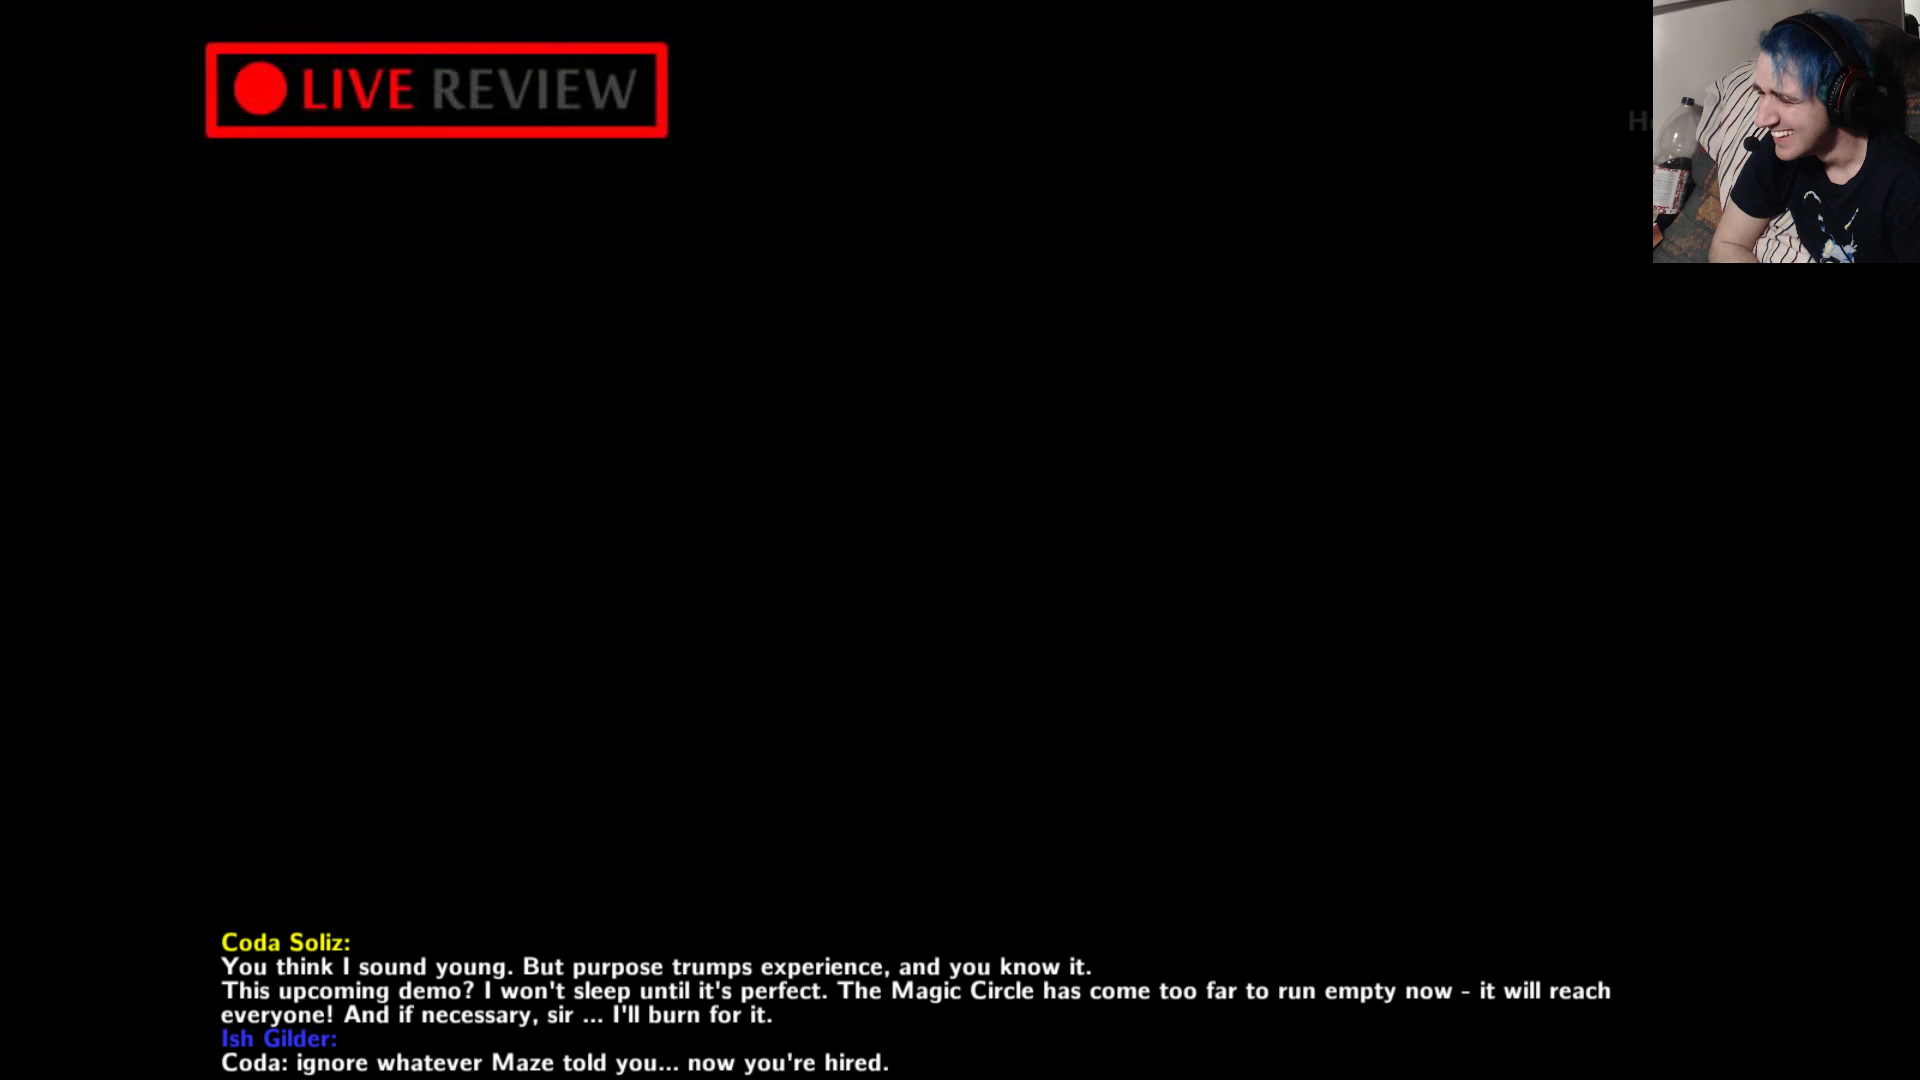 LIVE REVIEW
Coda Soliz:
You think I sound young. But purpose trumps experience, and you know it.
This upcoming demo? I won't sleep until it's perfect. The Magic Circle has come too far to run empty now - it will reach
everyone! And if necessary, sir ... I'll burn for it.
Ish Gilder:
Coda: ignore whatever Maze told you... now you're hired.